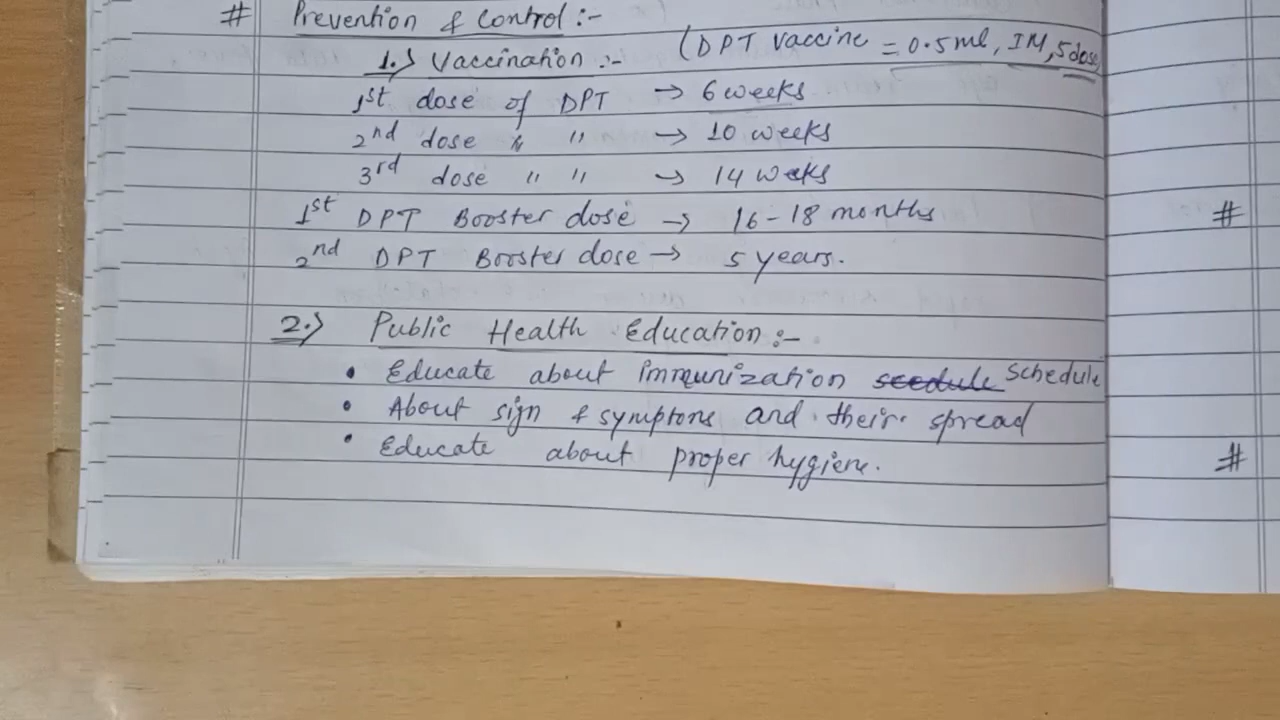 # Prevention & Control :-
1.) Vaccination :- (DPT vaccine = 0.5ml, IM, 5 dose)
1st dose of DPT → 6 weeks
2nd dose " " → 10 weeks
3rd dose " " → 14 weeks
1st DPT Booster dose → 16-18 months
2nd DPT Booster dose → 5 years.
2.) Public Health Education :-
• Educate about immunization seedule Schedule
• About sign & symptons and their spread
• Educate about proper hygiene.
#
#